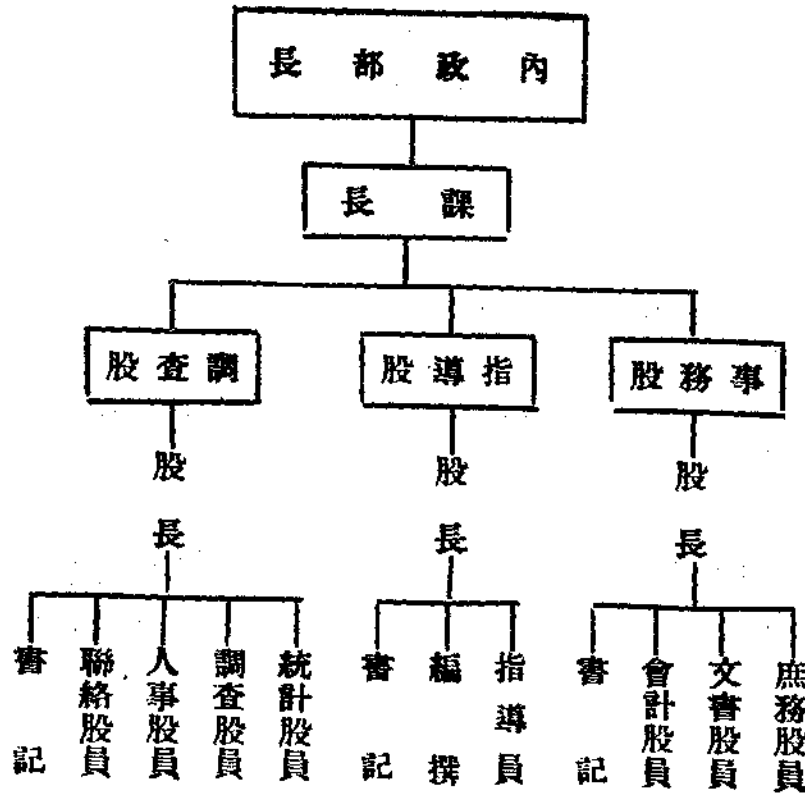 內政部長
課長
事務股
指導股
調查股
股長
股長
股長
庶務股員
文書股員
會計股員
書記
指導員
編撰
書記
統計股員
調查股員
人事股員
聯絡股員
書記